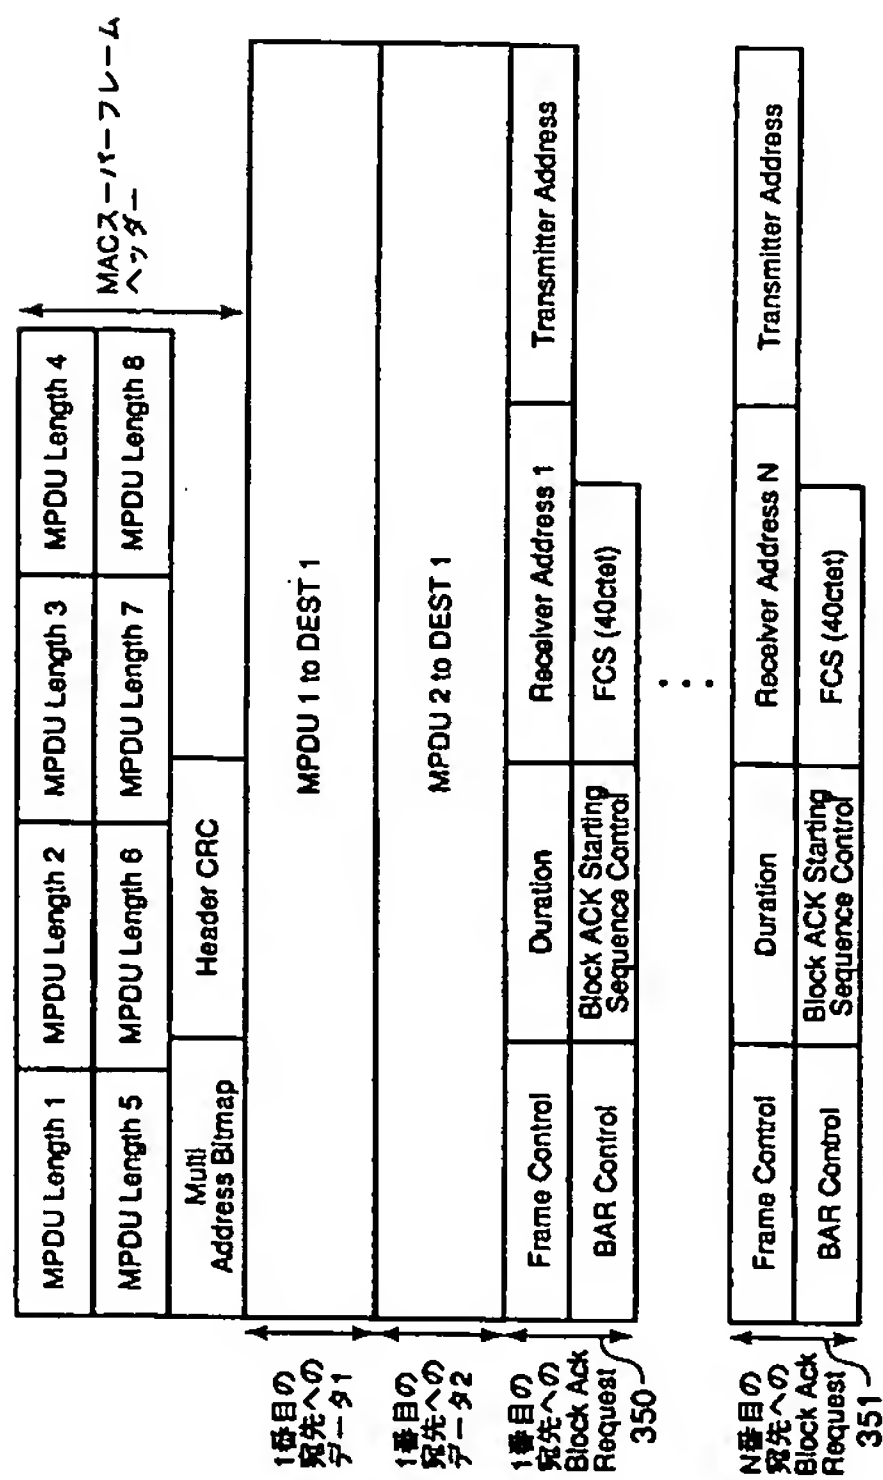 MPDU Length 1
MPDU Length 2
MPDU Length 3
MPDU Length 4
MPDU Length 5
MPDU Length 6
MPDU Length 7
MPDU Length 8
Multi
Address Bitmap
Header CRC
MACスーパーフレーム
ヘッダー
1番目の
宛先への
データ1
MPDU 1 to DEST 1
1番目の
宛先への
データ2
MPDU 2 to DEST 1
1番目の
宛先への
Block Ack
Request
350
Frame Control
Duration
Receiver Address 1
Transmitter Address
BAR Control
Block ACK Starting
Sequence Control
FCS (4Octet)
...
N番目の
宛先への
Block Ack
Request
351
Frame Control
Duration
Receiver Address N
Transmitter Address
BAR Control
Block ACK Starting
Sequence Control
FCS (4Octet)